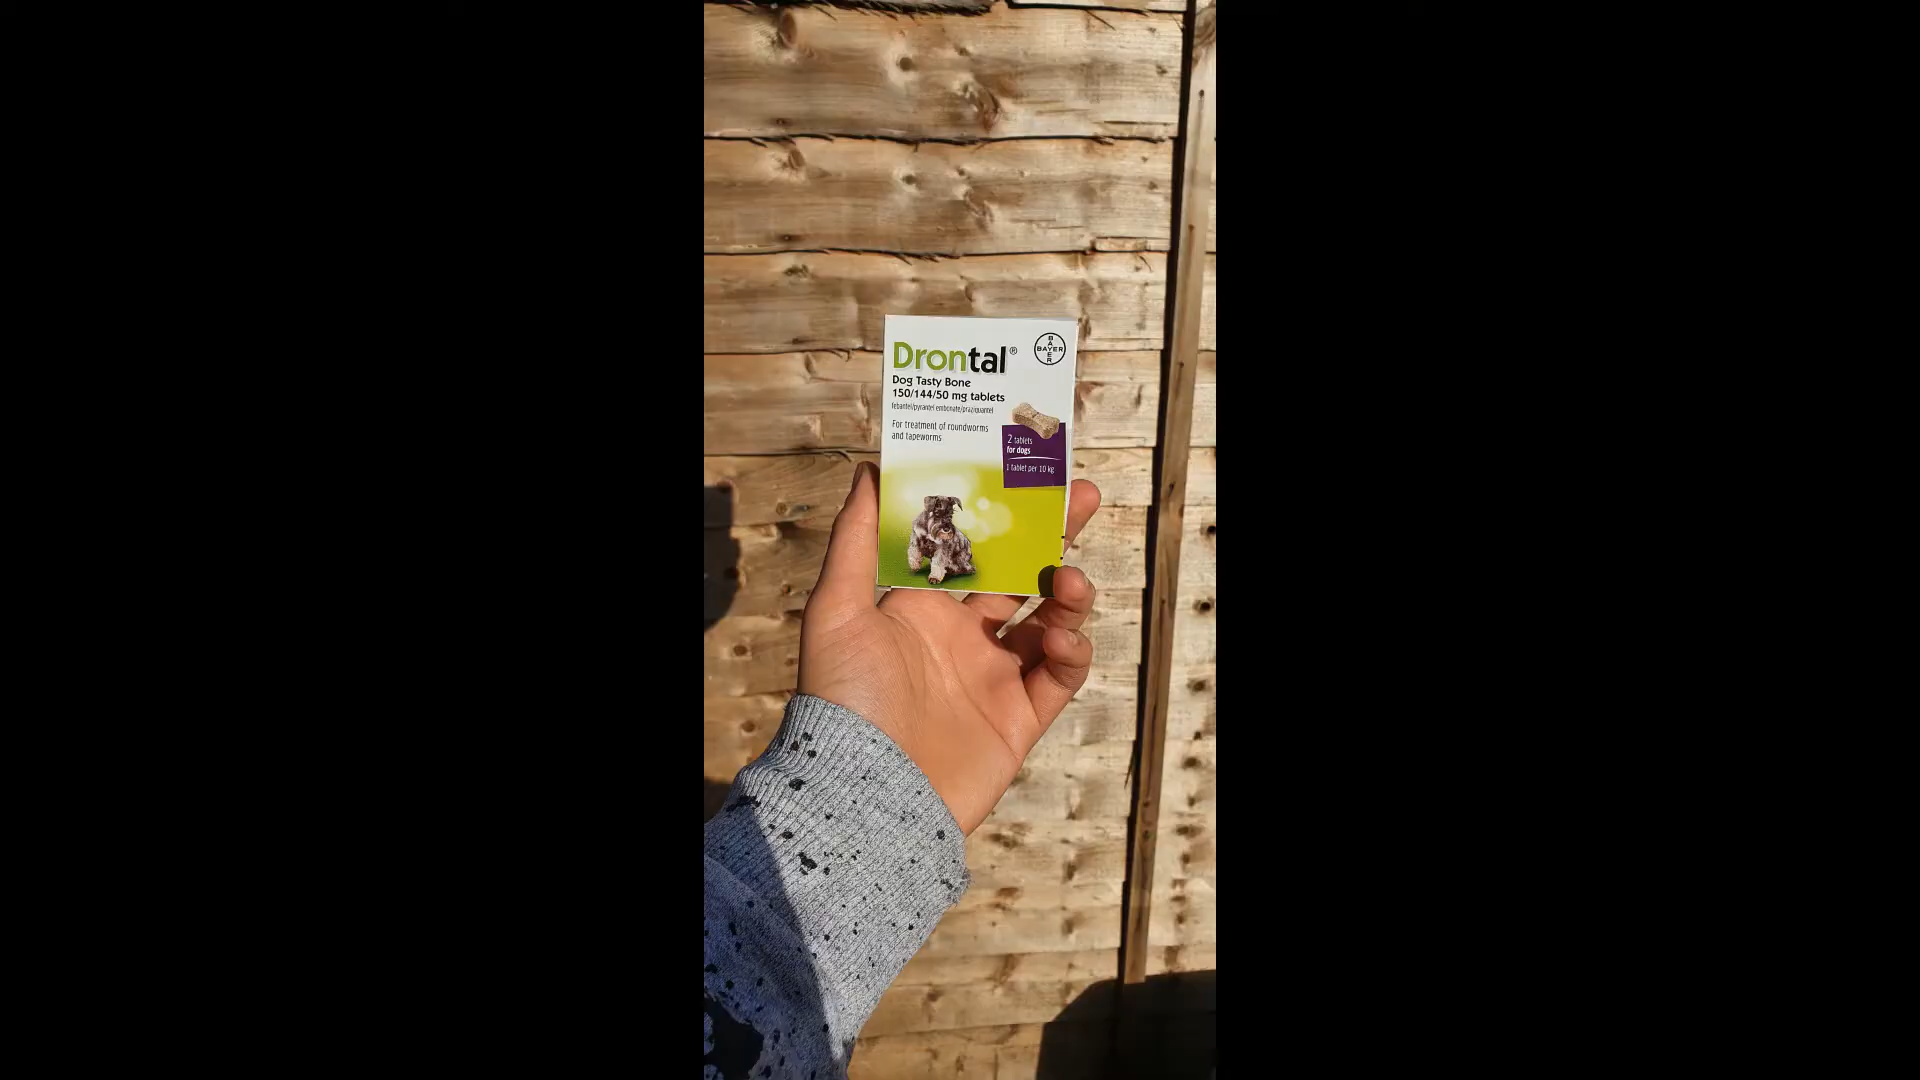 Drontal®
BAYER
BAYER
Dog Tasty Bone
150/144/50 mg tablets
febantel/pyrantel embonate/praziquantel
For treatment of roundworms
and tapeworms
2 tablets
for dogs
1 tablet per 10 kg